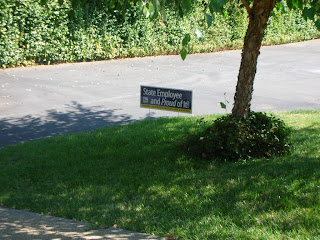 State Employee
and Proud of it!